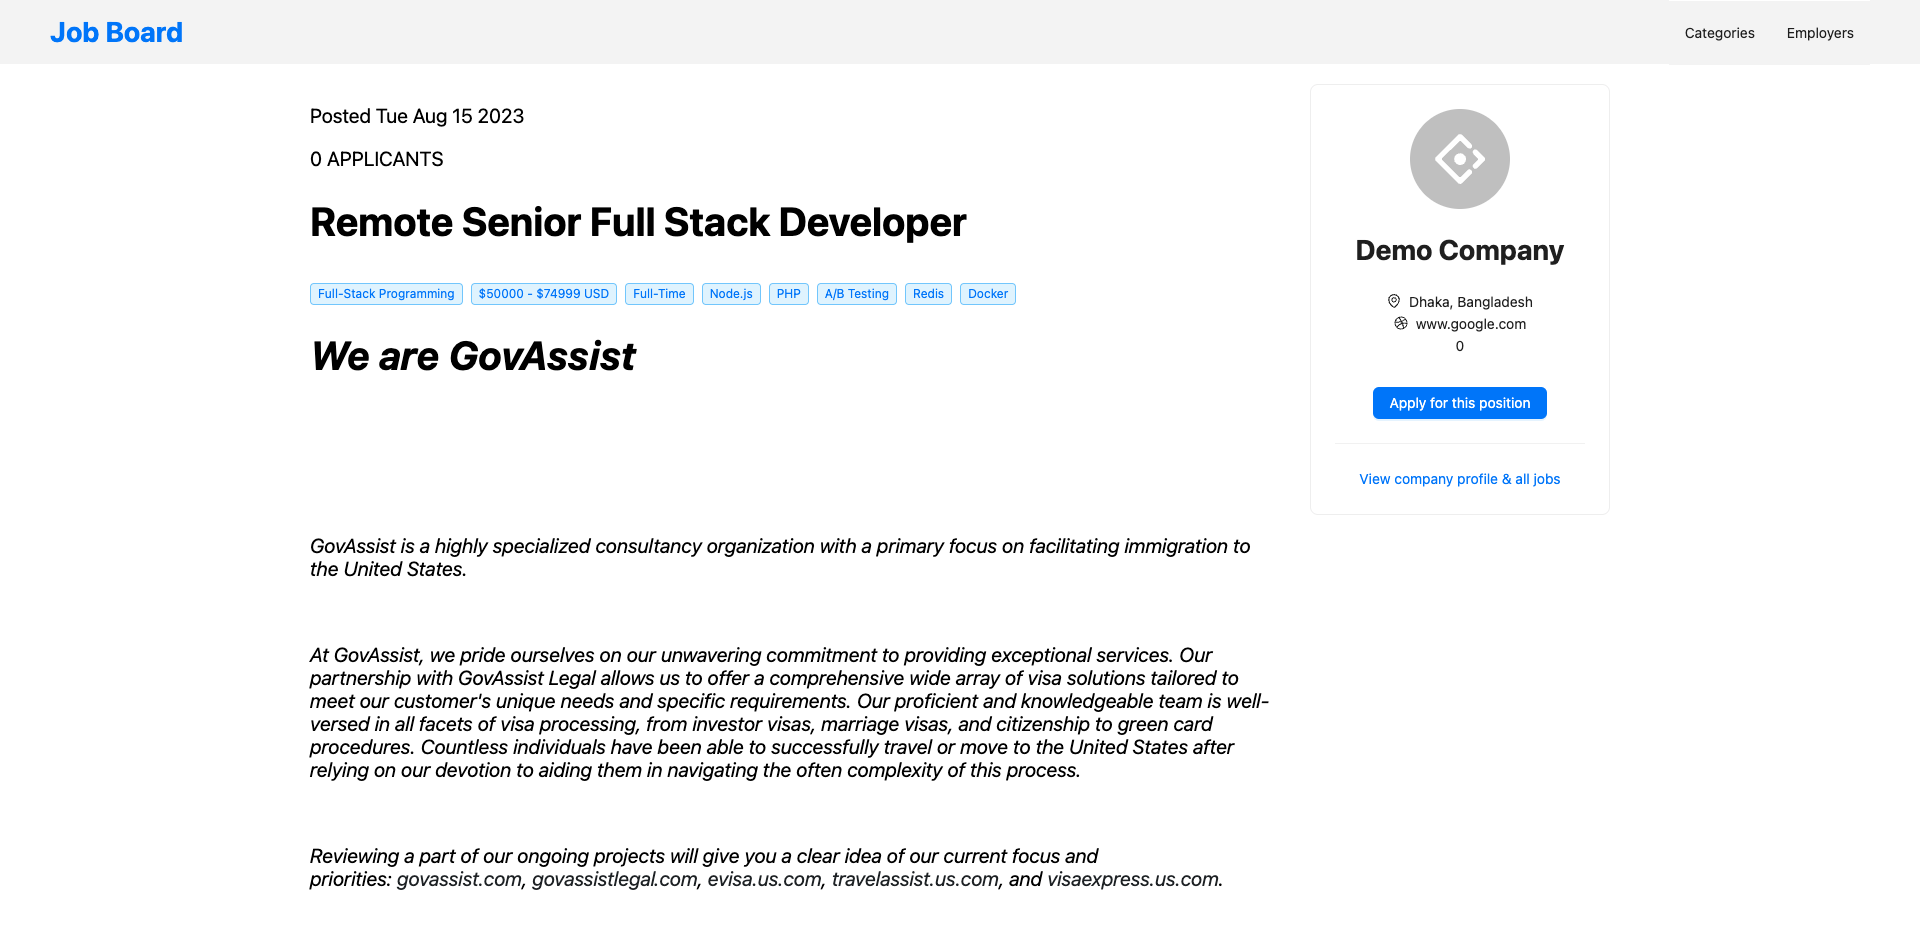 Job Board
Categories
Employers
Posted Tue Aug 15 2023
0 APPLICANTS
Remote Senior Full Stack Developer
Full-Stack Programming
$50000 - $74999 USD
Full-Time
Node.js
PHP
A/B Testing
Redis
Docker
We are GovAssist
GovAssist is a highly specialized consultancy organization with a primary focus on facilitating immigration to
the United States.
At GovAssist, we pride ourselves on our unwavering commitment to providing exceptional services. Our
partnership with GovAssist Legal allows us to offer a comprehensive wide array of visa solutions tailored to
meet our customer's unique needs and specific requirements. Our proficient and knowledgeable team is well-
versed in all facets of visa processing, from investor visas, marriage visas, and citizenship to green card
procedures. Countless individuals have been able to successfully travel or move to the United States after
relying on our devotion to aiding them in navigating the often complexity of this process.
Reviewing a part of our ongoing projects will give you a clear idea of our current focus and
priorities: govassist.com, govassistlegal.com, evisa.us.com, travelassist.us.com, and visaexpress.us.com.
Demo Company
Dhaka, Bangladesh
www.google.com
0
Apply for this position
View company profile & all jobs